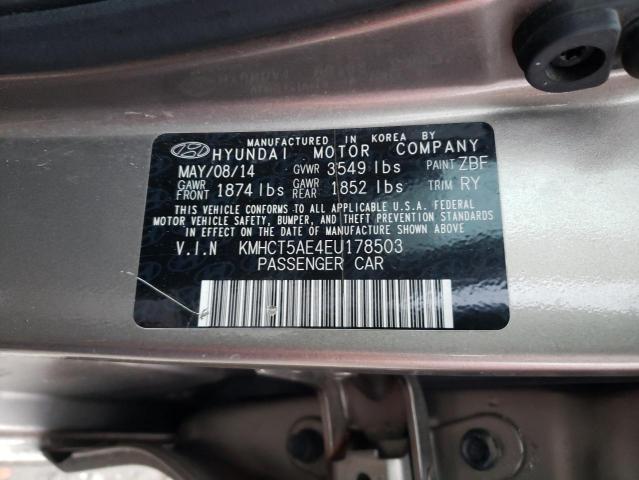 MANUFACTURED IN KOREA BY
HYUNDAI MOTOR COMPANY
MAY/08/14 GVWR 3549 lbs PAINT ZBF
GAWR FRONT 1874 lbs GAWR REAR 1852 lbs TRIM RY
THIS VEHICLE CONFORMS TO ALL APPLICABLE U.S.FEDERAL
MOTOR VEHICLE SAFETY, BUMPER, AND THEFT PREVENTION STANDARDS
IN EFFECT ON THE DATE OF MANUFACTURE SHOWN ABOVE
V.I.N KMHCT5AE4EU178503
PASSENGER CAR